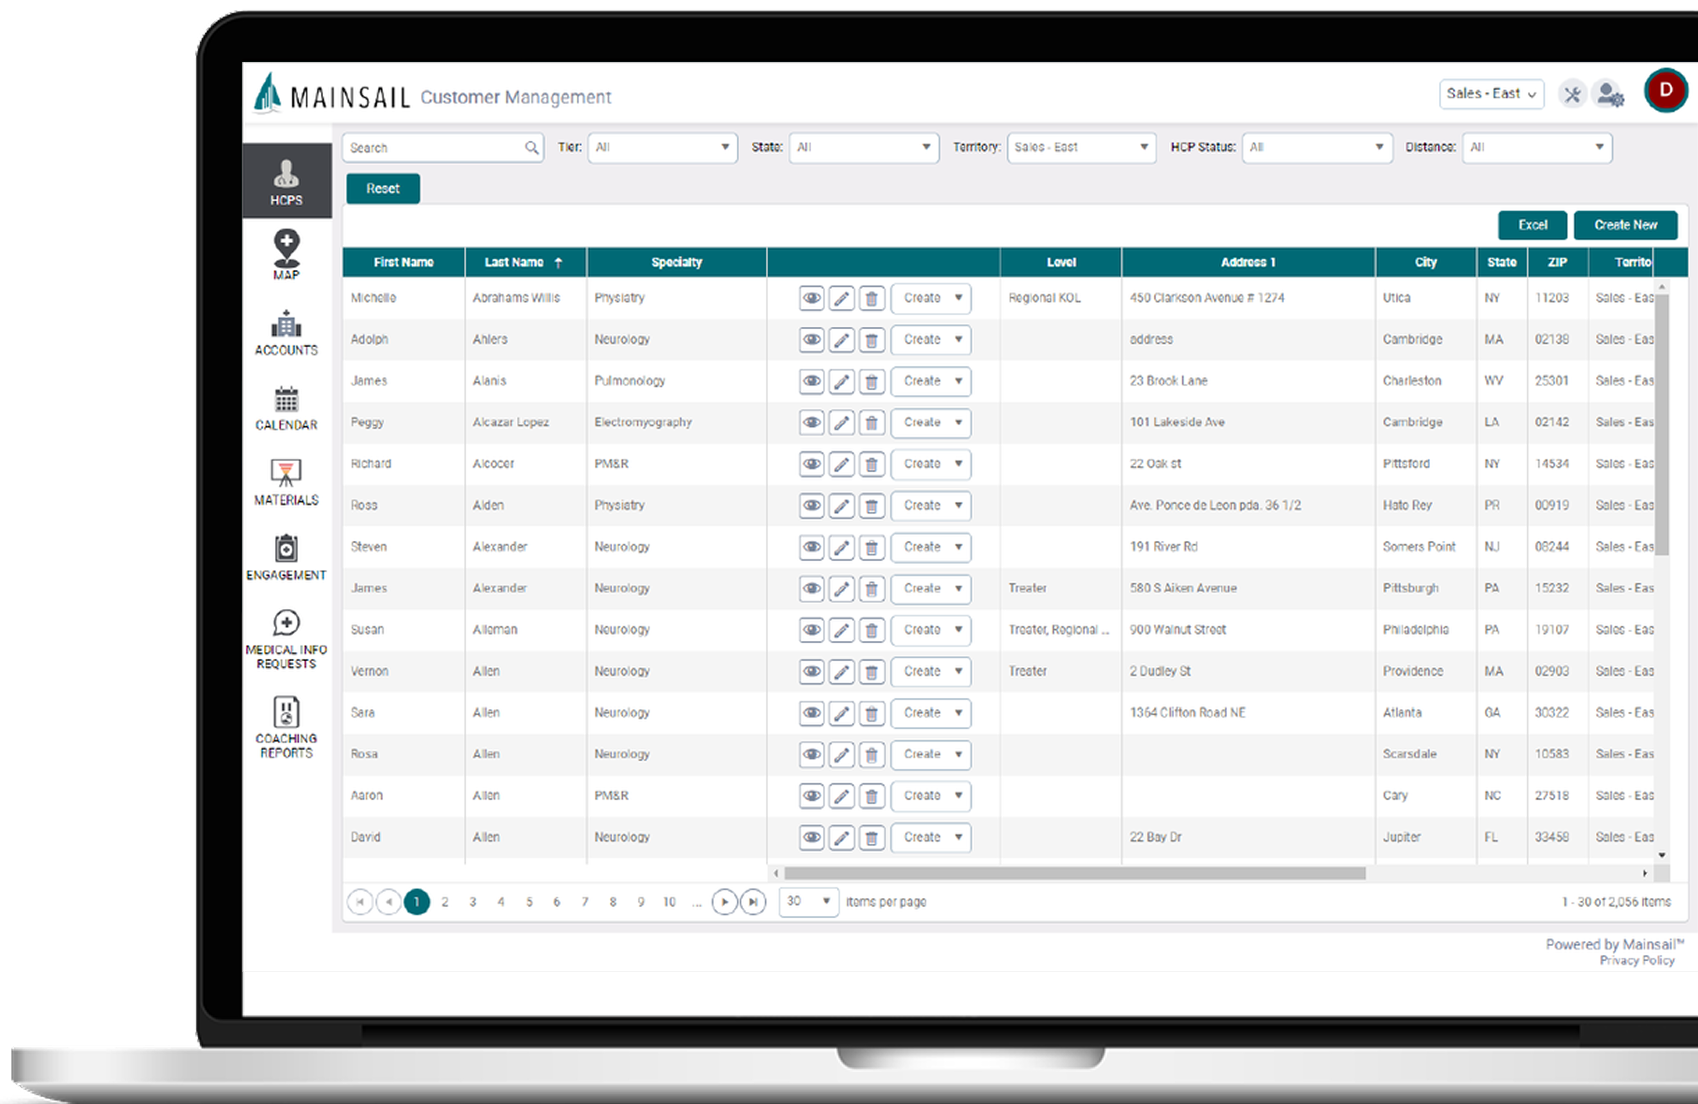 MAINSAIL Customer Management
Sales - East
D
Search
Tier: All
State: All
Territory: Sales - East
HCP Status: All
Distance: All
Reset
Excel
Create New
HCPS
MAP
ACCOUNTS
CALENDAR
MATERIALS
ENGAGEMENT
MEDICAL INFO
REQUESTS
COACHING
REPORTS
First Name Last Name ↑ Specialty Level Address 1 City State ZIP Territo
Michelle Abrahams Willis Physiatry Create Regional KOL 450 Clarkson Avenue # 1274 Utica NY 11203 Sales - Eas
Adolph Ahlers Neurology Create address Cambridge MA 02138 Sales - Eas
James Alanis Pulmonology Create 23 Brook Lane Charleston WV 25301 Sales - Eas
Peggy Alcazar Lopez Electromyography Create 101 Lakeside Ave Cambridge LA 02142 Sales - Eas
Richard Alcocer PM&R Create 22 Oak st Pittsford NY 14534 Sales - Eas
Ross Alden Physiatry Create Ave. Ponce de Leon pda. 36 1/2 Hato Rey PR 00919 Sales - Eas
Steven Alexander Neurology Create 191 River Rd Somers Point NJ 08244 Sales - Eas
James Alexander Neurology Create Treater 580 S Aiken Avenue Pittsburgh PA 15232 Sales - Eas
Susan Alleman Neurology Create Treater, Regional ... 900 Walnut Street Philadelphia PA 19107 Sales - Eas
Vernon Allen Neurology Create Treater 2 Dudley St Providence MA 02903 Sales - Eas
Sara Allen Neurology Create 1364 Clifton Road NE Atlanta GA 30322 Sales - Eas
Rosa Allen Neurology Create Scarsdale NY 10583 Sales - Eas
Aaron Allen PM&R Create Cary NC 27518 Sales - Eas
David Allen Neurology Create 22 Bay Dr Jupiter FL 33458 Sales - Eas
1 2 3 4 5 6 7 8 9 10 ... 30 items per page 1 - 30 of 2,056 items
Powered by Mainsail™
Privacy Policy